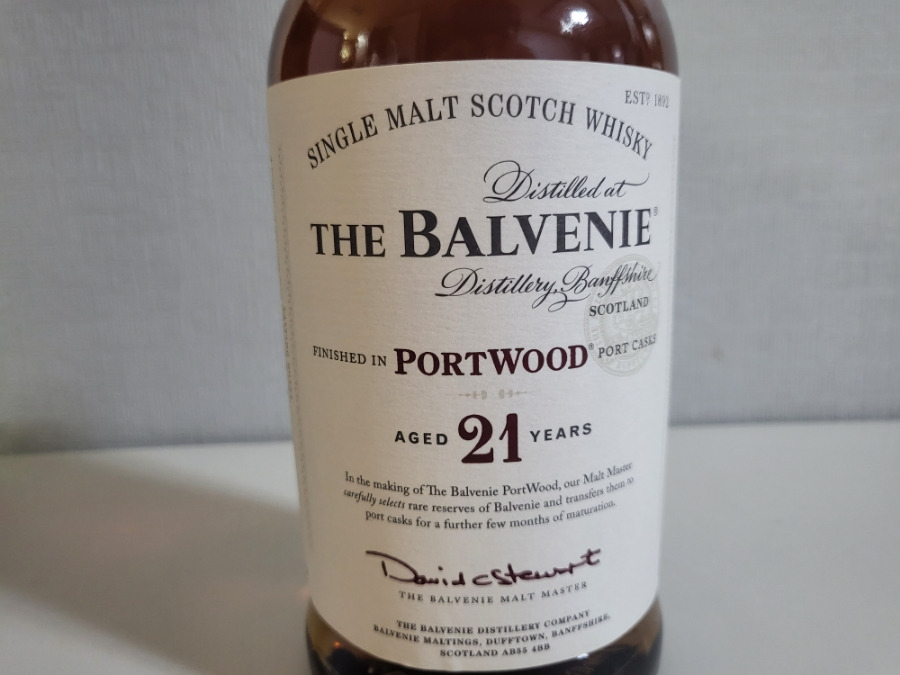 ESTD 1892
SINGLE MALT SCOTCH WHISKY
Distilled at
THE BALVENIE®
Distillery, Banffshire
SCOTLAND
FINISHED IN PORTWOOD® PORT CASKS
AGED 21 YEARS
In the making of The Balvenie PortWood, our Malt Master
carefully selects rare reserves of Balvenie and transfers them to
port casks for a further few months of maturation.
David C Stewart
THE BALVENIE MALT MASTER
THE BALVENIE DISTILLERY COMPANY
BALVENIE MALTINGS, DUFFTOWN, BANFFSHIRE,
SCOTLAND AB55 4BB